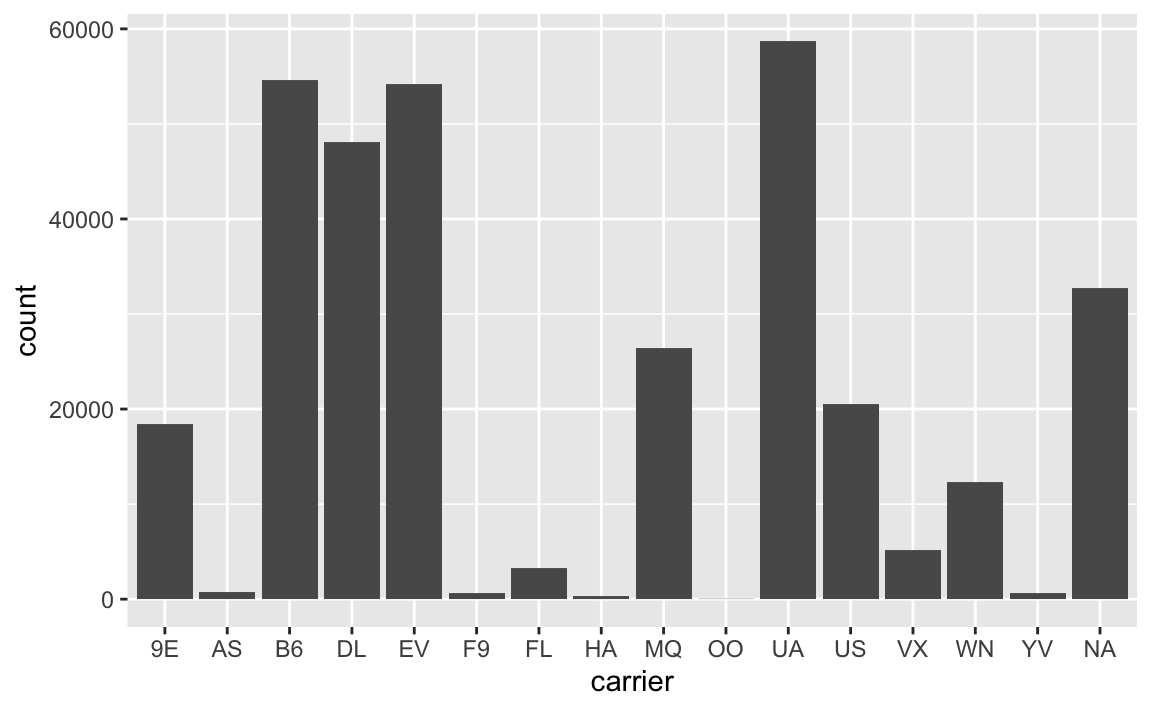 60000
40000
20000
0
count
9E AS B6 DL EV F9 FL HA MQ OO UA US VX WN YV NA
carrier